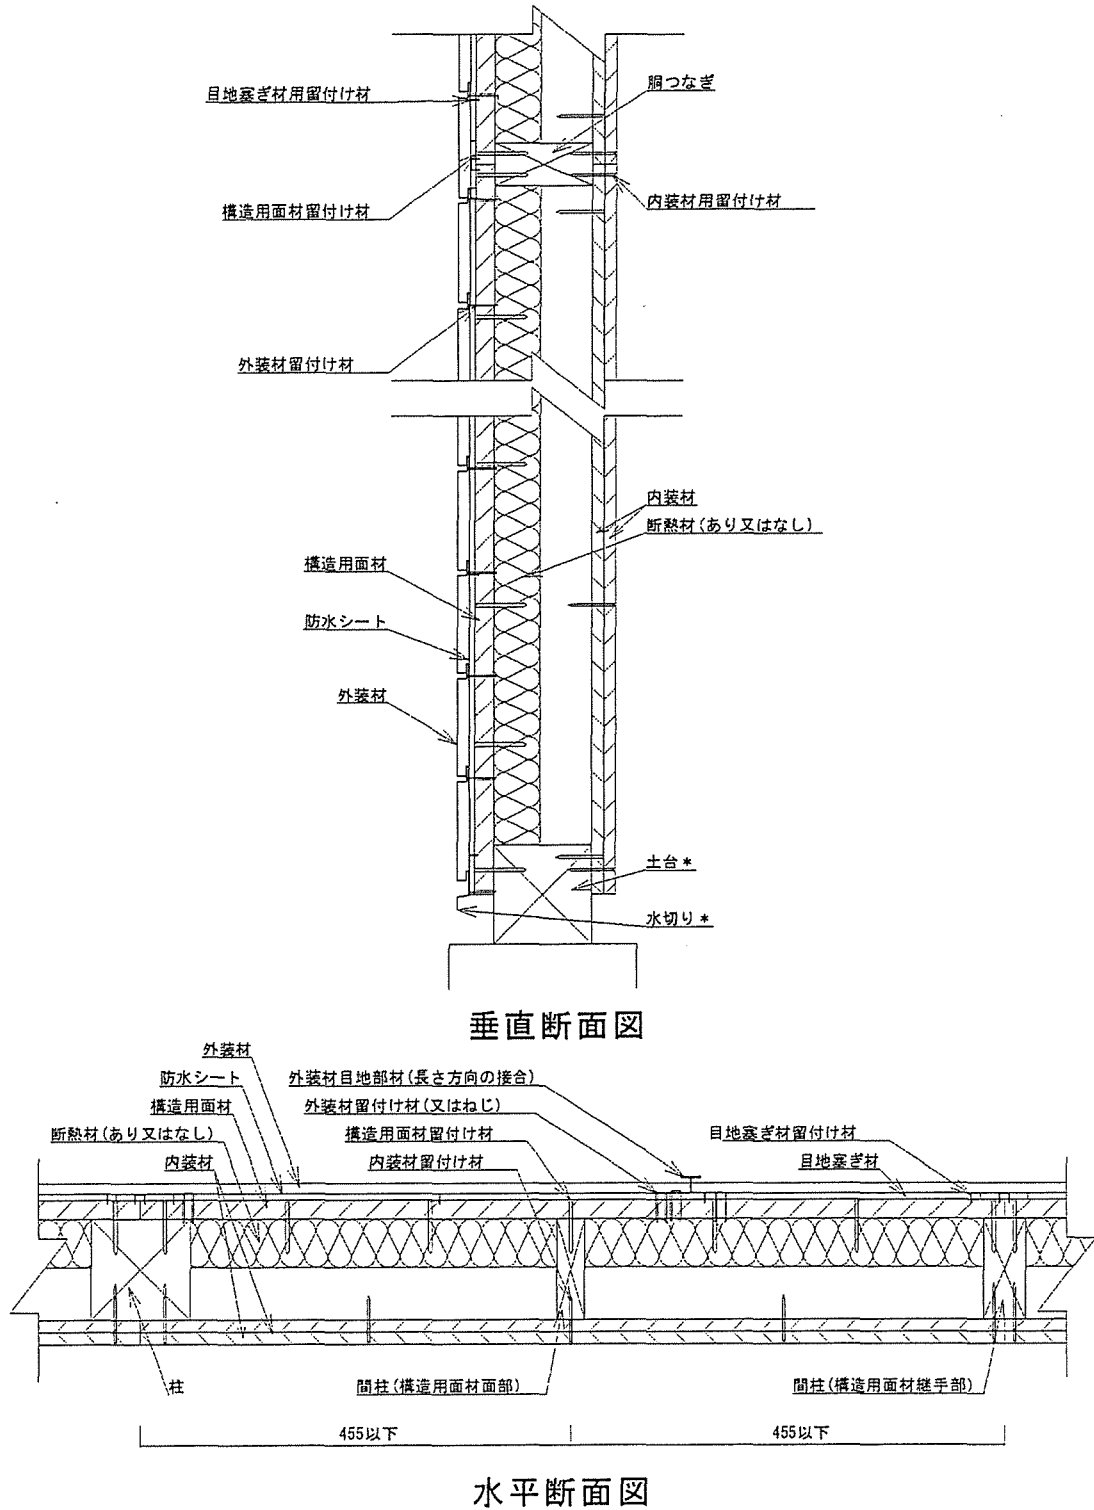 目地塞ぎ材用留付け材
胴つなぎ
構造用面材留付け材
内装材用留付け材
外装材留付け材
内装材
断熱材(あり又はなし)
構造用面材
防水シート
外装材
土台*
水切り*
垂直断面図
外装材
防水シート
構造用面材
断熱材(あり又はなし)
内装材
外装材目地部材(長さ方向の接合)
外装材留付け材(又はねじ)
構造用面材留付け材
内装材留付け材
目地塞ぎ材留付け材
目地塞ぎ材
柱
間柱(構造用面材面部)
間柱(構造用面材継手部)
455以下
455以下
水平断面図